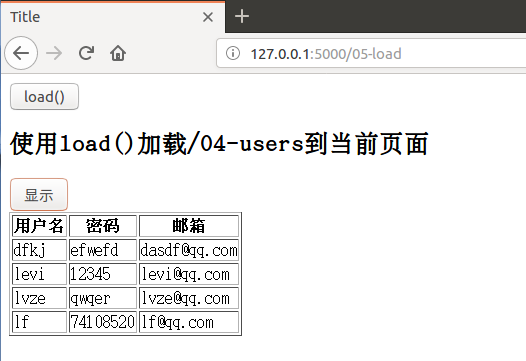 Title
127.0.0.1:5000/05-load
load()
使用load()加载/04-users到当前页面
显示
用户名 密码 邮箱
dfkj efwefd dasdf@qq.com
levi 12345 levi@qq.com
lvze qwqer lvze@qq.com
lf 74108520 lf@qq.com